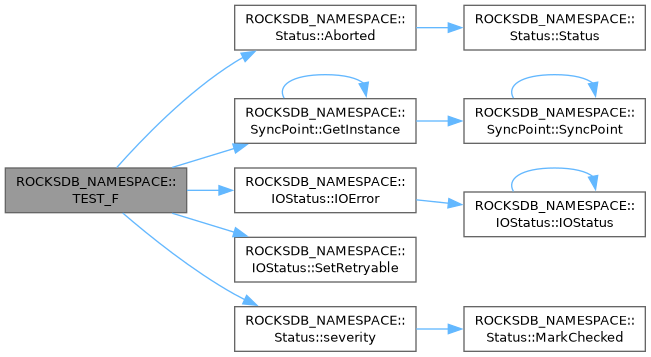 ROCKSDB_NAMESPACE::
TEST_F
ROCKSDB_NAMESPACE::
Status::Aborted
ROCKSDB_NAMESPACE::
Status::Status
ROCKSDB_NAMESPACE::
SyncPoint::GetInstance
ROCKSDB_NAMESPACE::
SyncPoint::SyncPoint
ROCKSDB_NAMESPACE::
IOStatus::IOError
ROCKSDB_NAMESPACE::
IOStatus::IOStatus
ROCKSDB_NAMESPACE::
IOStatus::SetRetryable
ROCKSDB_NAMESPACE::
Status::severity
ROCKSDB_NAMESPACE::
Status::MarkChecked